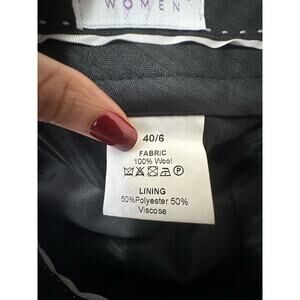 WOMEN
40/6
FABRIC
100% Wool
P
LINING
50%Polyester 50%
Viscose